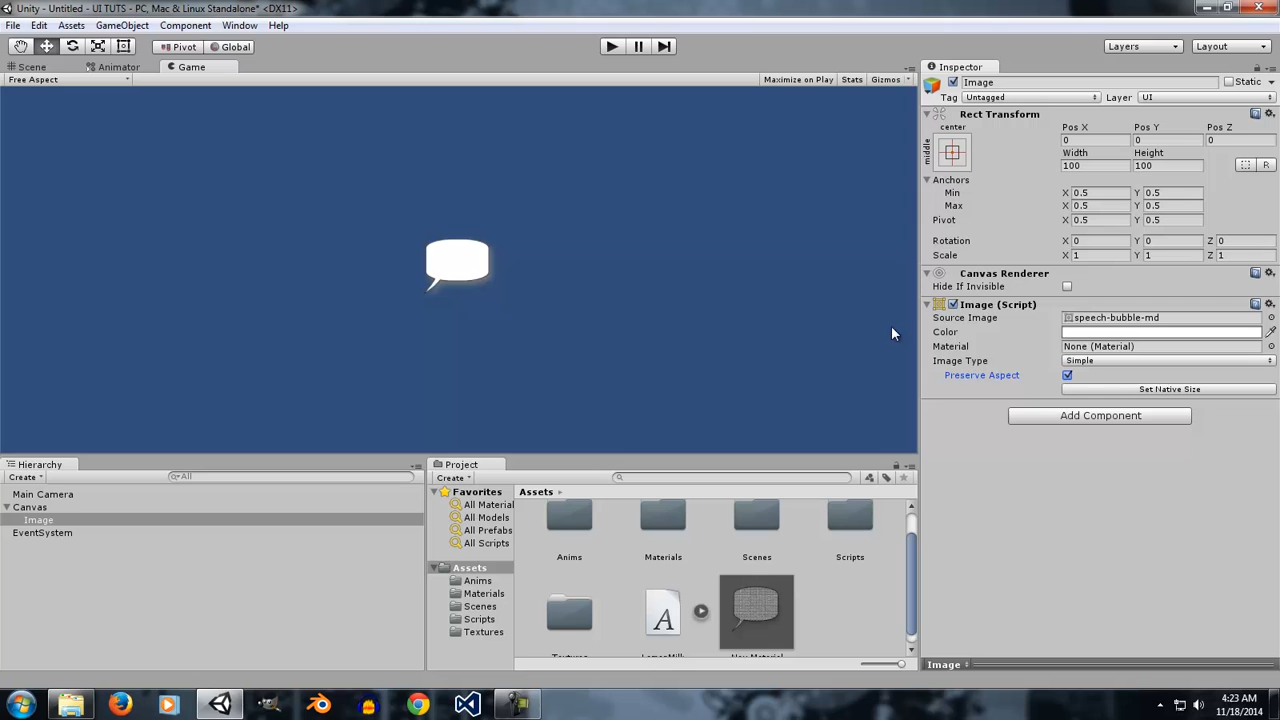 Unity - Untitled - UI TUTS - PC, Mac & Linux Standalone* <DX11>
File Edit Assets GameObject Component Window Help
Pivot Global Layers Layout
Scene Animator Game
Free Aspect Maximize on Play Stats Gizmos
Inspector
Image Static
Tag Untagged Layer UI
Rect Transform
center Pos X Pos Y Pos Z
middle 0 0 0
Width Height
100 100 R
Anchors
Min X 0.5 Y 0.5
Max X 0.5 Y 0.5
Pivot X 0.5 Y 0.5
Rotation X 0 Y 0 Z 0
Scale X 1 Y 1 Z 1
Canvas Renderer
Hide If Invisible
Image (Script)
Source Image speech-bubble-md
Color
Material None (Material)
Image Type Simple
Preserve Aspect
Set Native Size
Add Component
Hierarchy
Create All
Main Camera
Canvas
Image
EventSystem
Project
Create
Favorites
All Material
All Models
All Prefabs
All Scripts
Assets
Anims
Materials
Scenes
Scripts
Textures
Assets
Anims Materials Scenes Scripts
A
Image
4:23 AM
11/18/2014